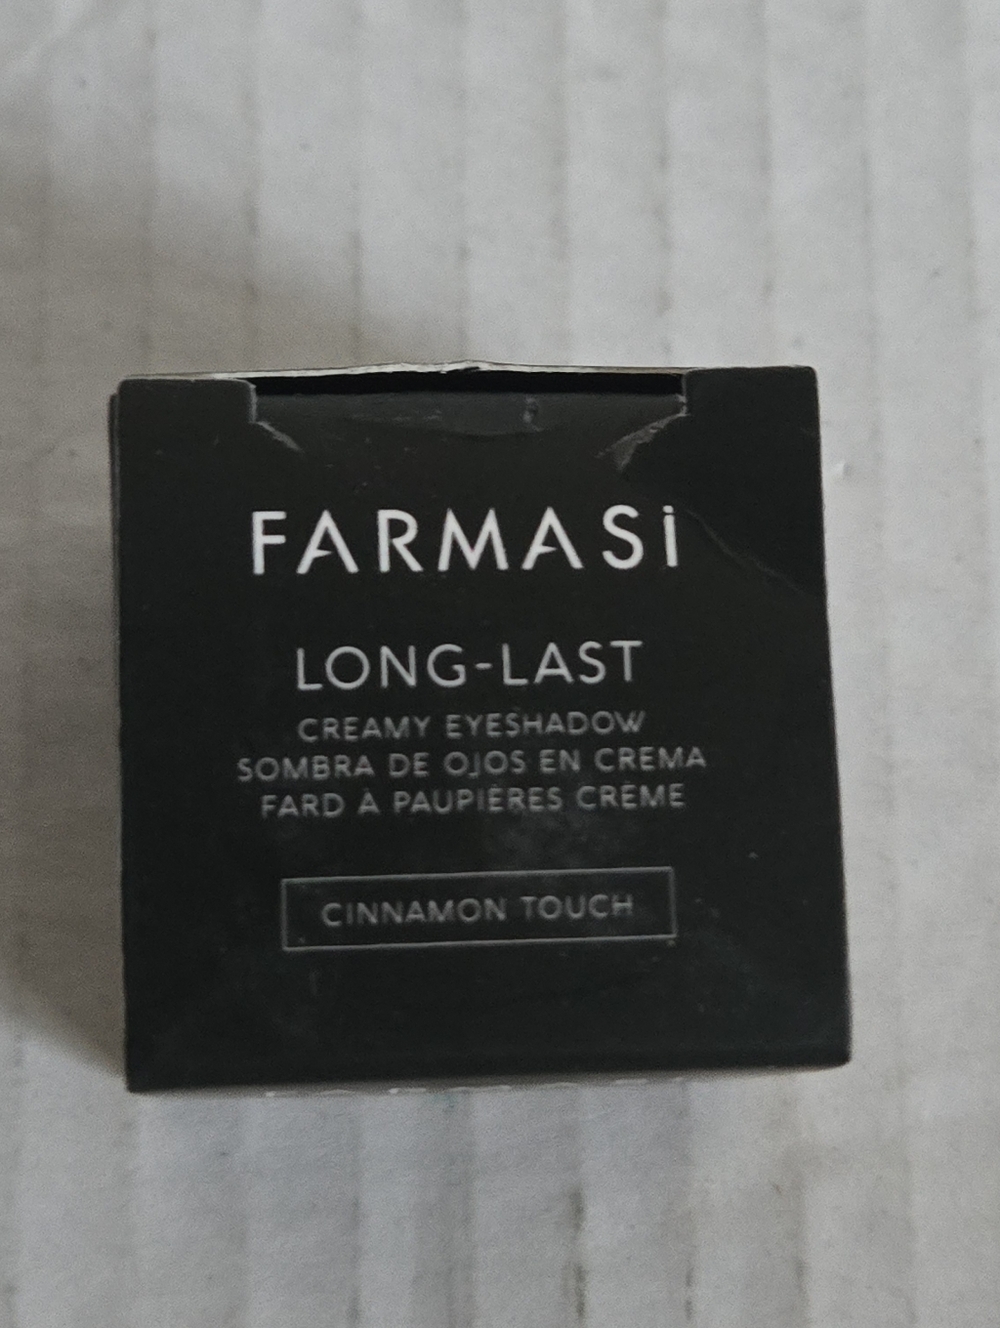 FARMASi
LONG-LAST
CREAMY EYESHADOW
SOMBRA DE OJOS EN CREMA
FARD À PAUPIÈRES CRÈME
CINNAMON TOUCH